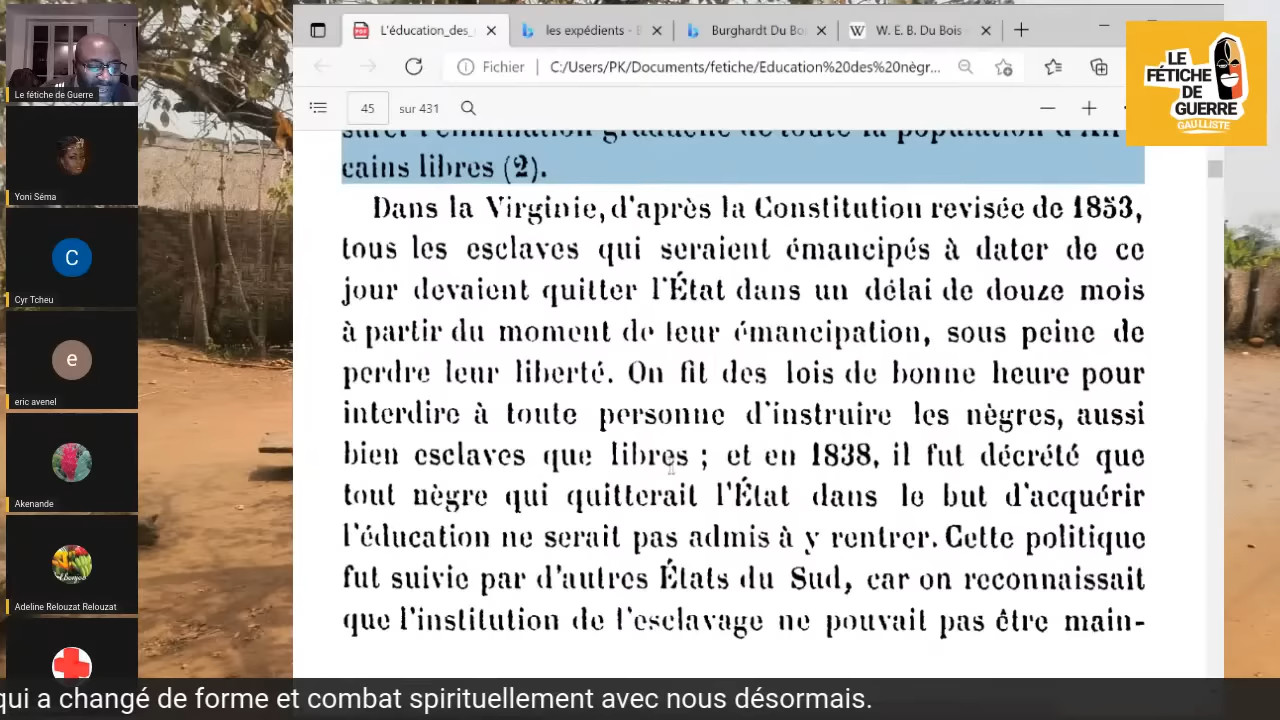 L'éducation_des_
les expédients -
Burghardt Du Bo
W. E. B. Du Bois
Fichier
C:/Users/PK/Documents/fetiche/Education%20des%20nègr...
45 sur 431
LE
FÉTICHE
DE
GUERRE
GAULLISTE
Le fétiche de Guerre
Yoni Séma
C
Cyr Tcheu
e
eric avenel
Akenande
Adeline Relouzat Relouzat
graduelle de toute la population d'Afri-
cains libres (2).
Dans la Virginie, d'après la Constitution revisée de 1853,
tous les esclaves qui seraient émancipés à dater de ce
jour devaient quitter l'État dans un délai de douze mois
à partir du moment de leur émancipation, sous peine de
perdre leur liberté. On fit des lois de bonne heure pour
interdire à toute personne d'instruire les nègres, aussi
bien esclaves que libres ; et en 1838, il fut décrété que
tout nègre qui quitterait l'État dans le but d'acquérir
l'éducation ne serait pas admis à y rentrer. Cette politique
fut suivie par d'autres États du Sud, car on reconnaissait
que l'institution de l'esclavage ne pouvait pas être main-
qui a changé de forme et combat spirituellement avec nous désormais.